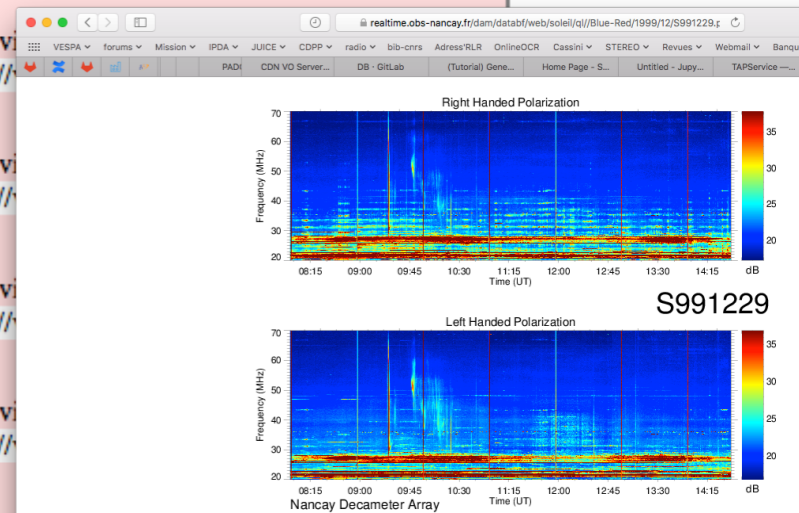 realtime.obs-nancay.fr/dam/databf/web/soleil/ql//Blue-Red/1999/12/S991229.p
VESPA forums Mission IPDA JUICE CDPP radio bib-cnrs Adress'RLR OnlineOCR Cassini STEREO Revues Webmail Banqu
PADC CDN VO Server... DB · GitLab (Tutorial) Gene... Home Page - S... Untitled - Jupy... TAPService —...
vi
//v
vi
//v
vi
//v
vi
//v
Right Handed Polarization
70
60
50
40
30
20
Frequency (MHz)
08:15 09:00 09:45 10:30 11:15 12:00 12:45 13:30 14:15
Time (UT)
35
30
25
20
dB
S991229
Left Handed Polarization
70
60
50
40
30
20
Frequency (MHz)
08:15 09:00 09:45 10:30 11:15 12:00 12:45 13:30 14:15
Time (UT)
35
30
25
20
dB
Nancay Decameter Array